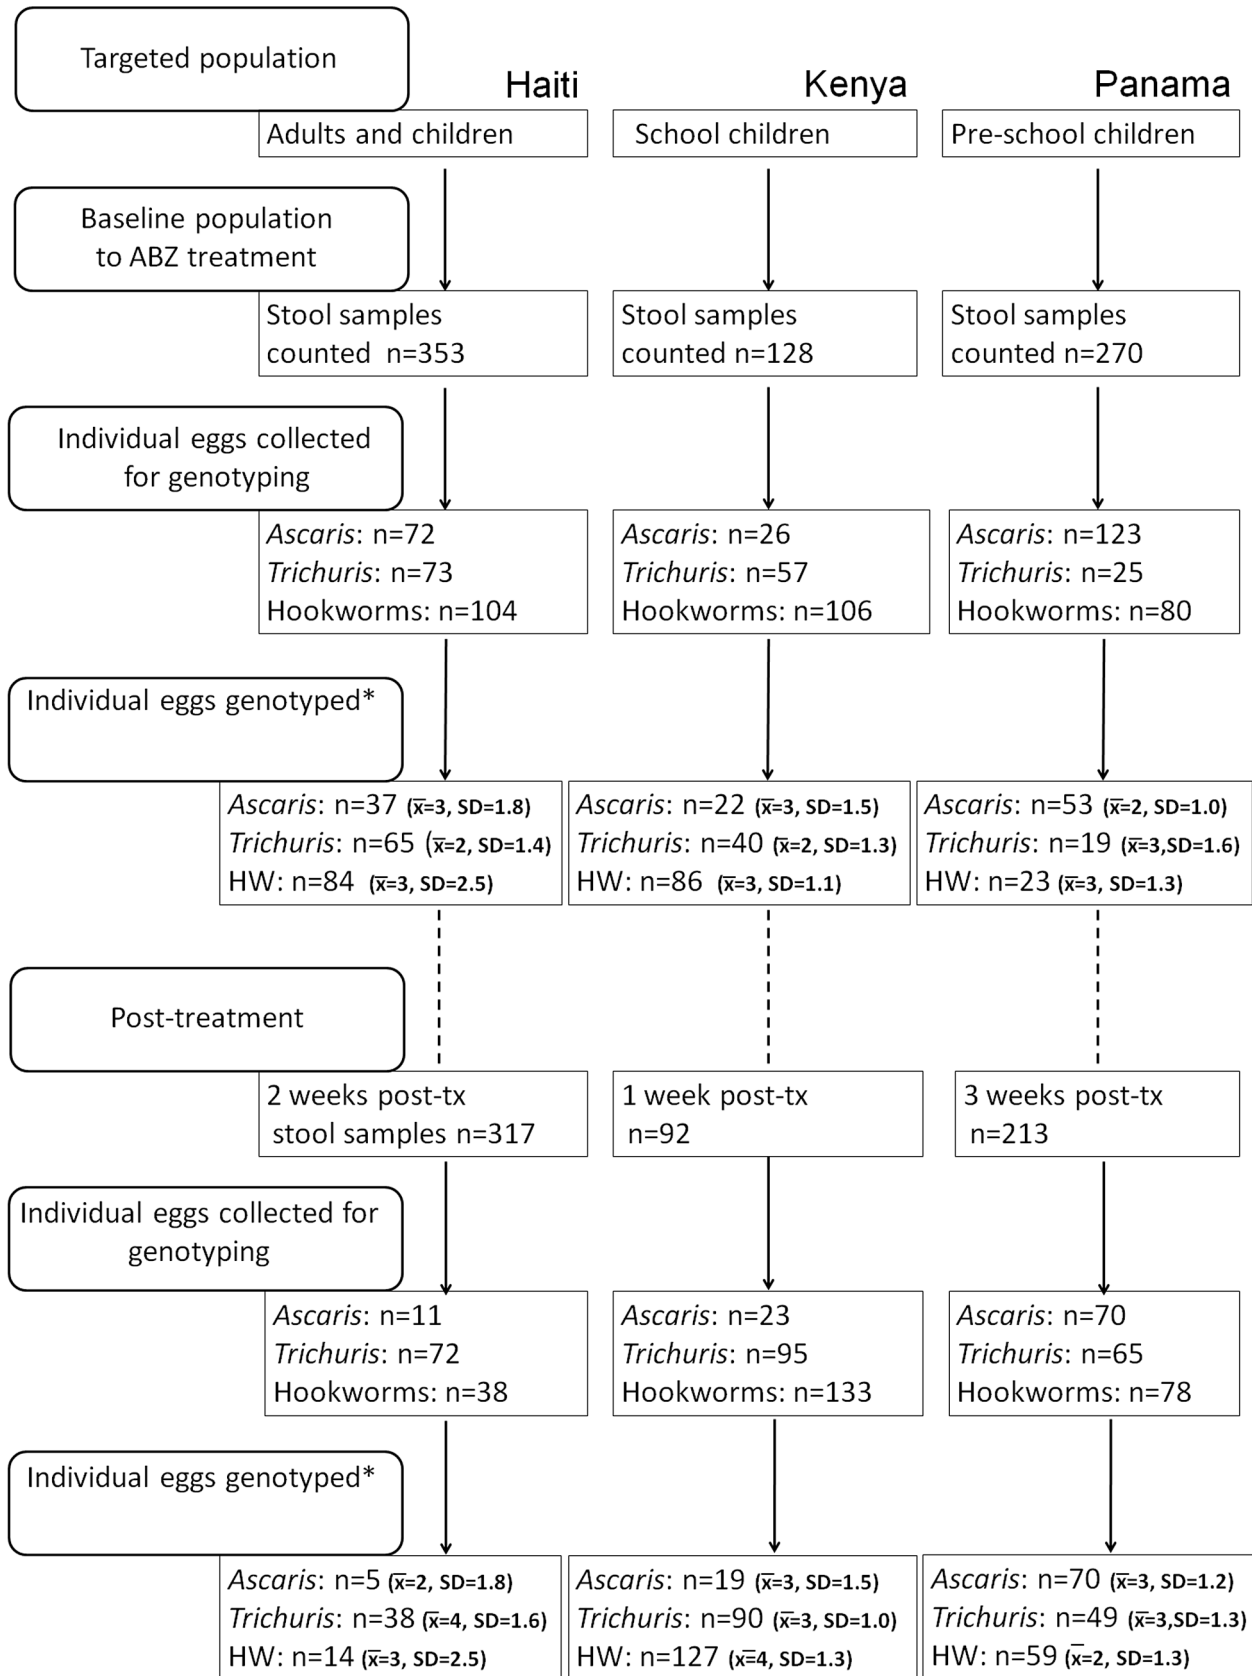 Targeted population
Haiti
Kenya
Panama
Adults and children
School children
Pre-school children
Baseline population
to ABZ treatment
Stool samples
counted n=353
Stool samples
counted n=128
Stool samples
counted n=270
Individual eggs collected
for genotyping
Ascaris: n=72
Trichuris: n=73
Hookworms: n=104
Ascaris: n=26
Trichuris: n=57
Hookworms: n=106
Ascaris: n=123
Trichuris: n=25
Hookworms: n=80
Individual eggs genotyped*
Ascaris: n=37 (x̅=3, SD=1.8)
Trichuris: n=65 (x̅=2, SD=1.4)
HW: n=84 (x̅=3, SD=2.5)
Ascaris: n=22 (x̅=3, SD=1.5)
Trichuris: n=40 (x̅=2, SD=1.3)
HW: n=86 (x̅=3, SD=1.1)
Ascaris: n=53 (x̅=2, SD=1.0)
Trichuris: n=19 (x̅=3,SD=1.6)
HW: n=23 (x̅=3, SD=1.3)
Post-treatment
2 weeks post-tx
stool samples n=317
1 week post-tx
n=92
3 weeks post-tx
n=213
Individual eggs collected for
genotyping
Ascaris: n=11
Trichuris: n=72
Hookworms: n=38
Ascaris: n=23
Trichuris: n=95
Hookworms: n=133
Ascaris: n=70
Trichuris: n=65
Hookworms: n=78
Individual eggs genotyped*
Ascaris: n=5 (x̅=2, SD=1.8)
Trichuris: n=38 (x̅=4, SD=1.6)
HW: n=14 (x̅=3, SD=2.5)
Ascaris: n=19 (x̅=3, SD=1.5)
Trichuris: n=90 (x̅=3, SD=1.0)
HW: n=127 (x̅=4, SD=1.3)
Ascaris: n=70 (x̅=3, SD=1.2)
Trichuris: n=49 (x̅=3,SD=1.3)
HW: n=59 (x̅=2, SD=1.3)